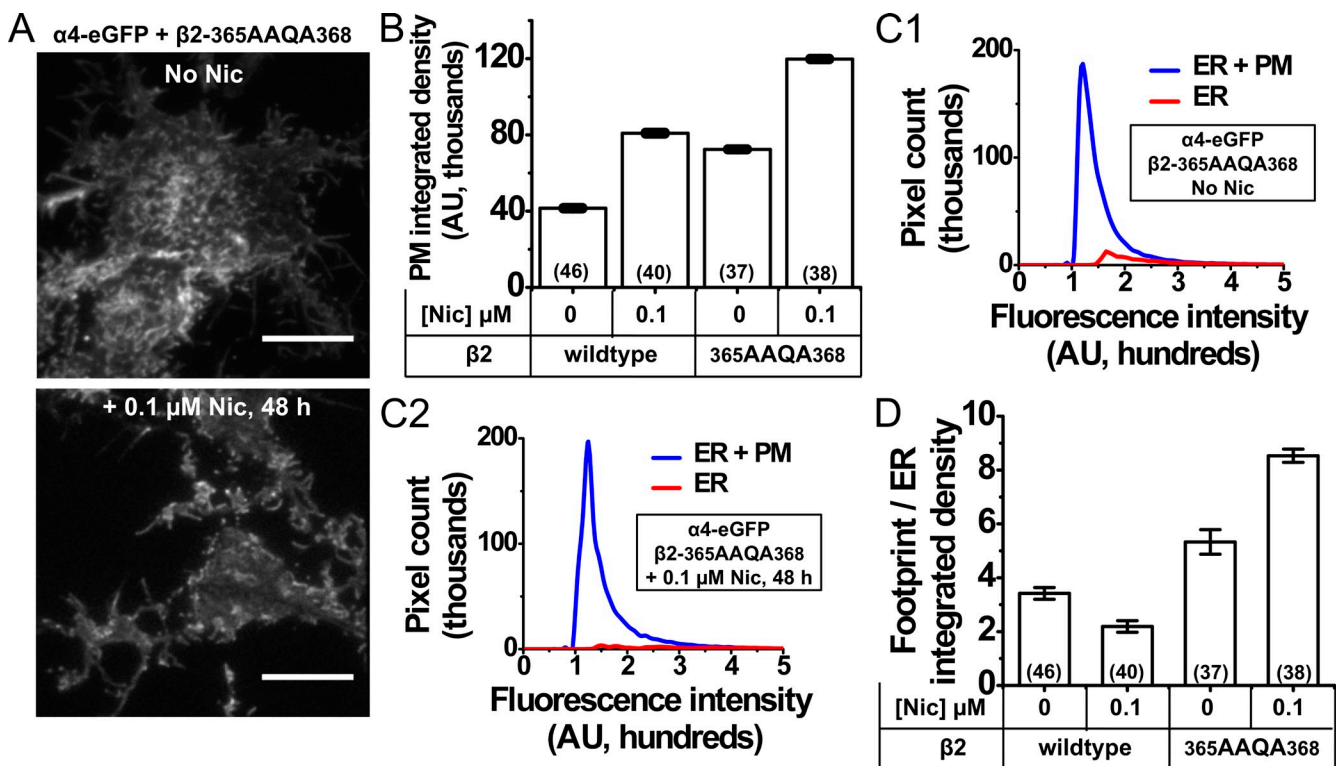 A
α4-eGFP + β2-365AAQA368
No Nic
+ 0.1 µM Nic, 48 h
B
PM integrated density
(AU, thousands)
120
80
40
0
(46)
(40)
(37)
(38)
[Nic] µM
0
0.1
0
0.1
β2
wildtype
365AAQA368
C1
Pixel count
(thousands)
200
100
0
ER + PM
ER
α4-eGFP
β2-365AAQA368
No Nic
0
1
2
3
4
5
Fluorescence intensity
(AU, hundreds)
C2
Pixel count
(thousands)
200
100
0
ER + PM
ER
α4-eGFP
β2-365AAQA368
+ 0.1 µM Nic, 48 h
0
1
2
3
4
5
Fluorescence intensity
(AU, hundreds)
D
Footprint / ER
integrated density
10
8
6
4
2
0
(46)
(40)
(37)
(38)
[Nic] µM
0
0.1
0
0.1
β2
wildtype
365AAQA368